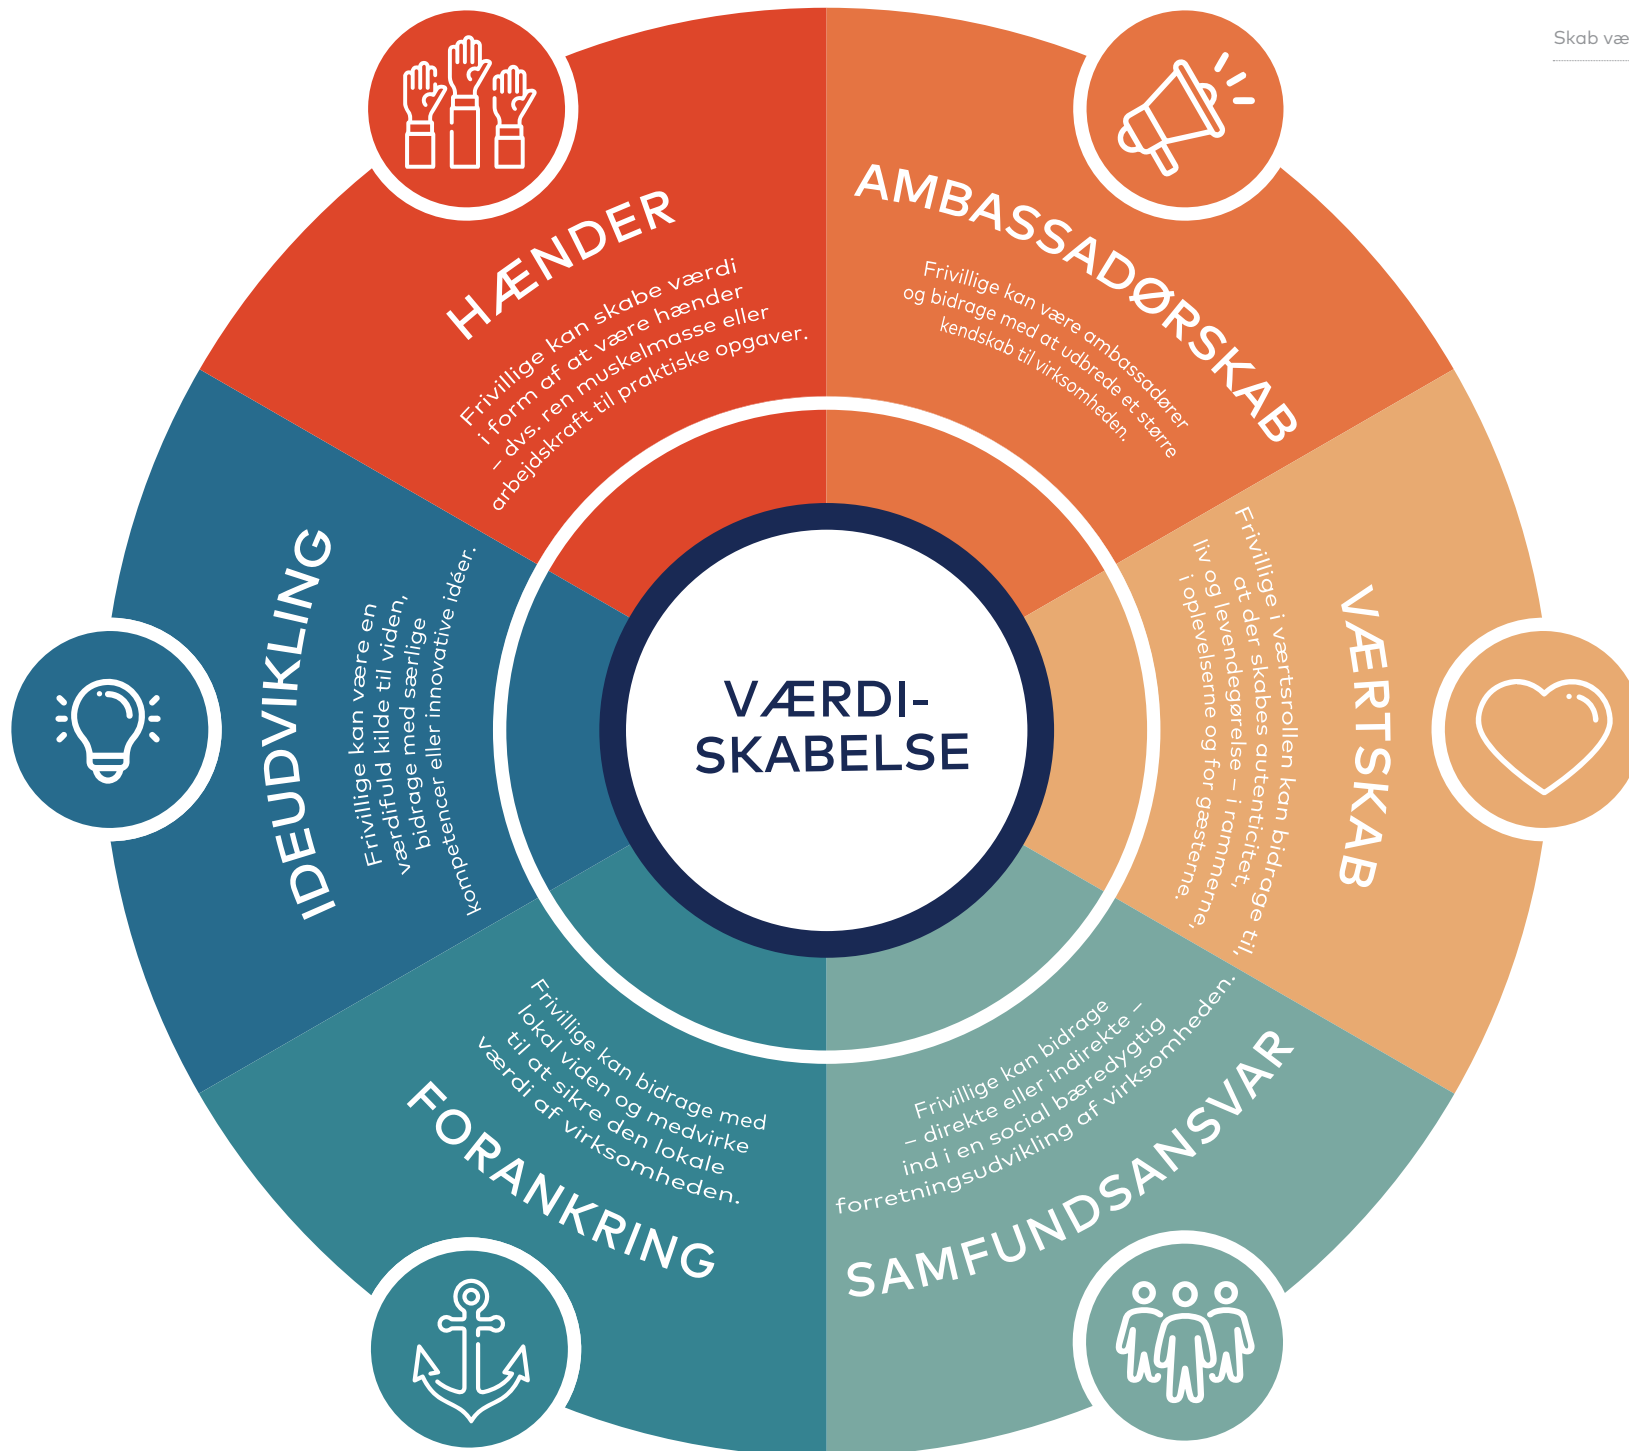 Skab væ
HÆNDER
Frivillige kan skabe værdi
i form af at være hænder
– dvs. ren muskelmasse eller
arbejdskraft til praktiske opgaver.
AMBASSADØRSKAB
Frivillige kan være ambassadører
og bidrage med at udbrede et større
kendskab til virksomheden.
VÆRTSKAB
Frivillige i værtsrollen kan bidrage til,
at der skabes autenticitet,
liv og levendegørelse – i rammerne,
i oplevelserne og for gæsterne.
SAMFUNDSANSVAR
Frivillige kan bidrage
– direkte eller indirekte –
ind i en social bæredygtig
forretningsudvikling af virksomheden.
FORANKRING
Frivillige kan bidrage med
lokal viden og medvirke
til at sikre den lokale
værdi af virksomheden.
IDEUDVIKLING
Frivillige kan være en
værdifuld kilde til viden,
bidrage med særlige
kompetencer eller innovative idéer.
VÆRDI-
SKABELSE